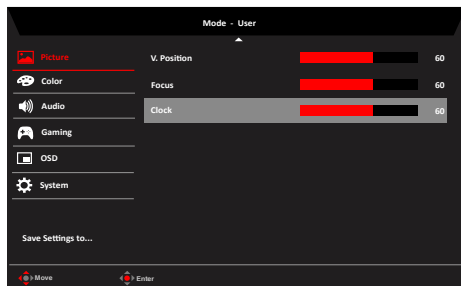 Mode - User
Picture
V. Position 60
Color
Focus 60
Audio
Clock 60
Gaming
OSD
System
Save Settings to...
Move Enter